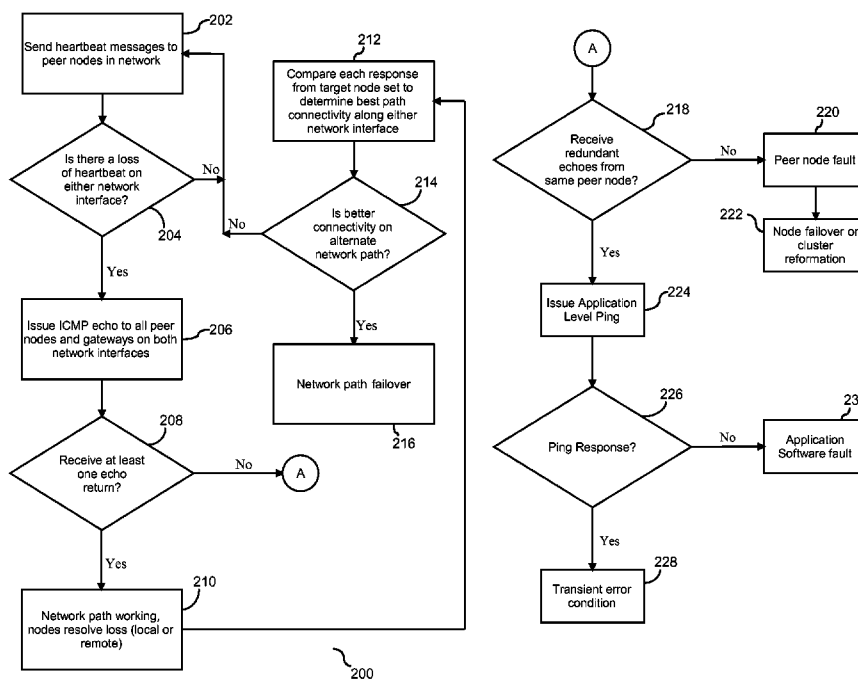 202
Send heartbeat messages to
peer nodes in network
Is there a loss
of heartbeat on
either network
interface?
No
204
Yes
Issue ICMP echo to all peer
nodes and gateways on both
network interfaces
206
208
Receive at least
one echo
return?
No
A
Yes
210
Network path working,
nodes resolve loss (local or
remote)
212
Compare each response
from target node set to
determine best path
connectivity along either
network interface
214
No
Is better
connectivity on
alternate
network path?
Yes
Network path failover
216
200
A
218
Receive
redundant
echoes from
same peer node?
No
220
Peer node fault
222
Node failover or
cluster
reformation
Yes
224
Issue Application
Level Ping
226
Ping Response?
No
23
Application
Software fault
Yes
228
Transient error
condition